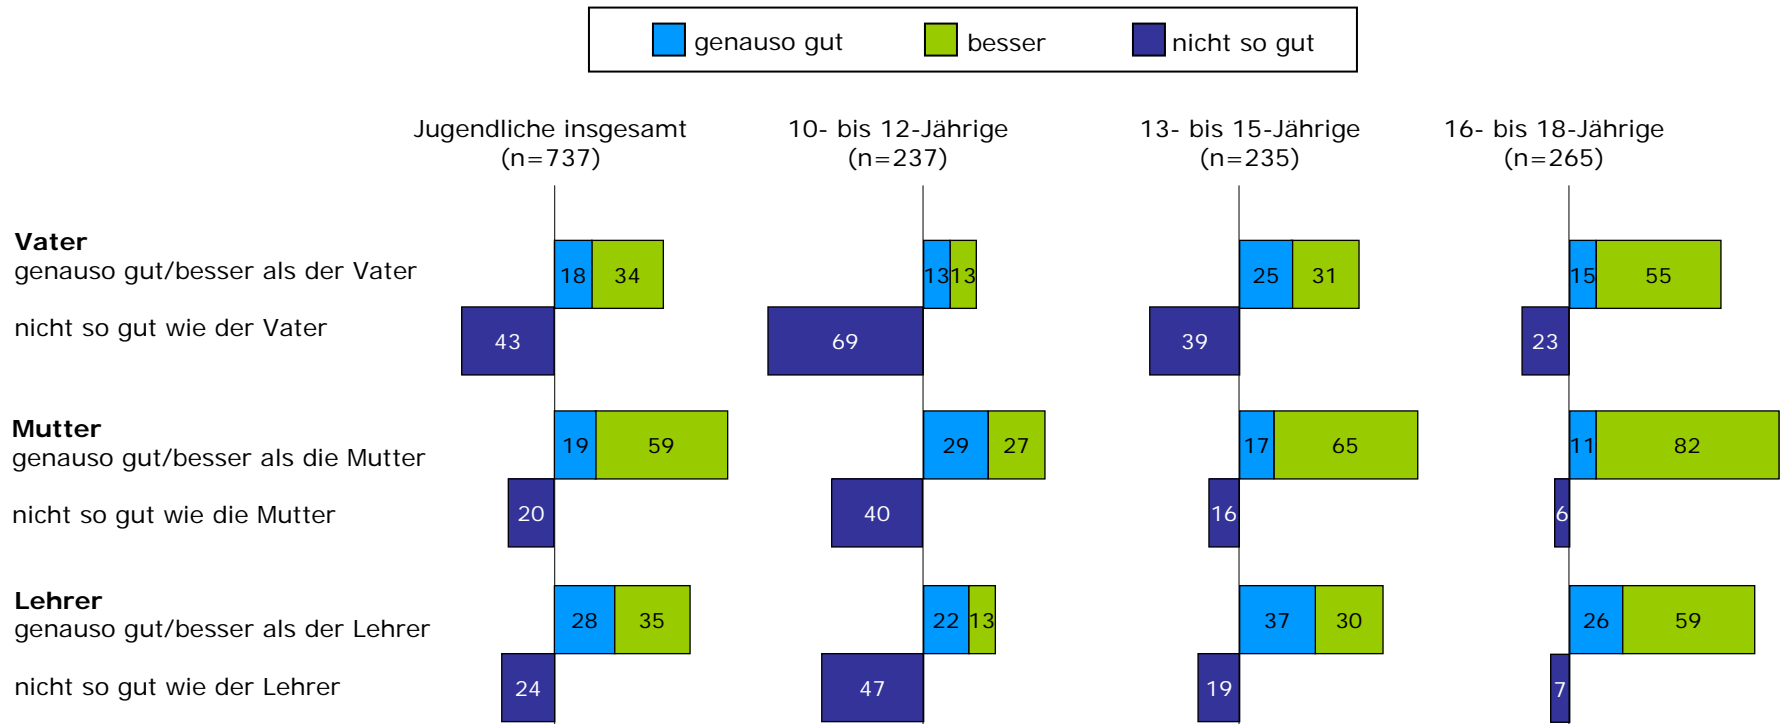 genauso gut besser nicht so gut
Jugendliche insgesamt 10- bis 12-Jährige 13- bis 15-Jährige 16- bis 18-Jährige
(n=737) (n=237) (n=235) (n=265)
Vater
genauso gut/besser als der Vater 18 34 13 13 25 31 15 55
nicht so gut wie der Vater 43 69 39 23
Mutter
genauso gut/besser als die Mutter 19 59 29 27 17 65 11 82
nicht so gut wie die Mutter 20 40 16 6
Lehrer
genauso gut/besser als der Lehrer 28 35 22 13 37 30 26 59
nicht so gut wie der Lehrer 24 47 19 7